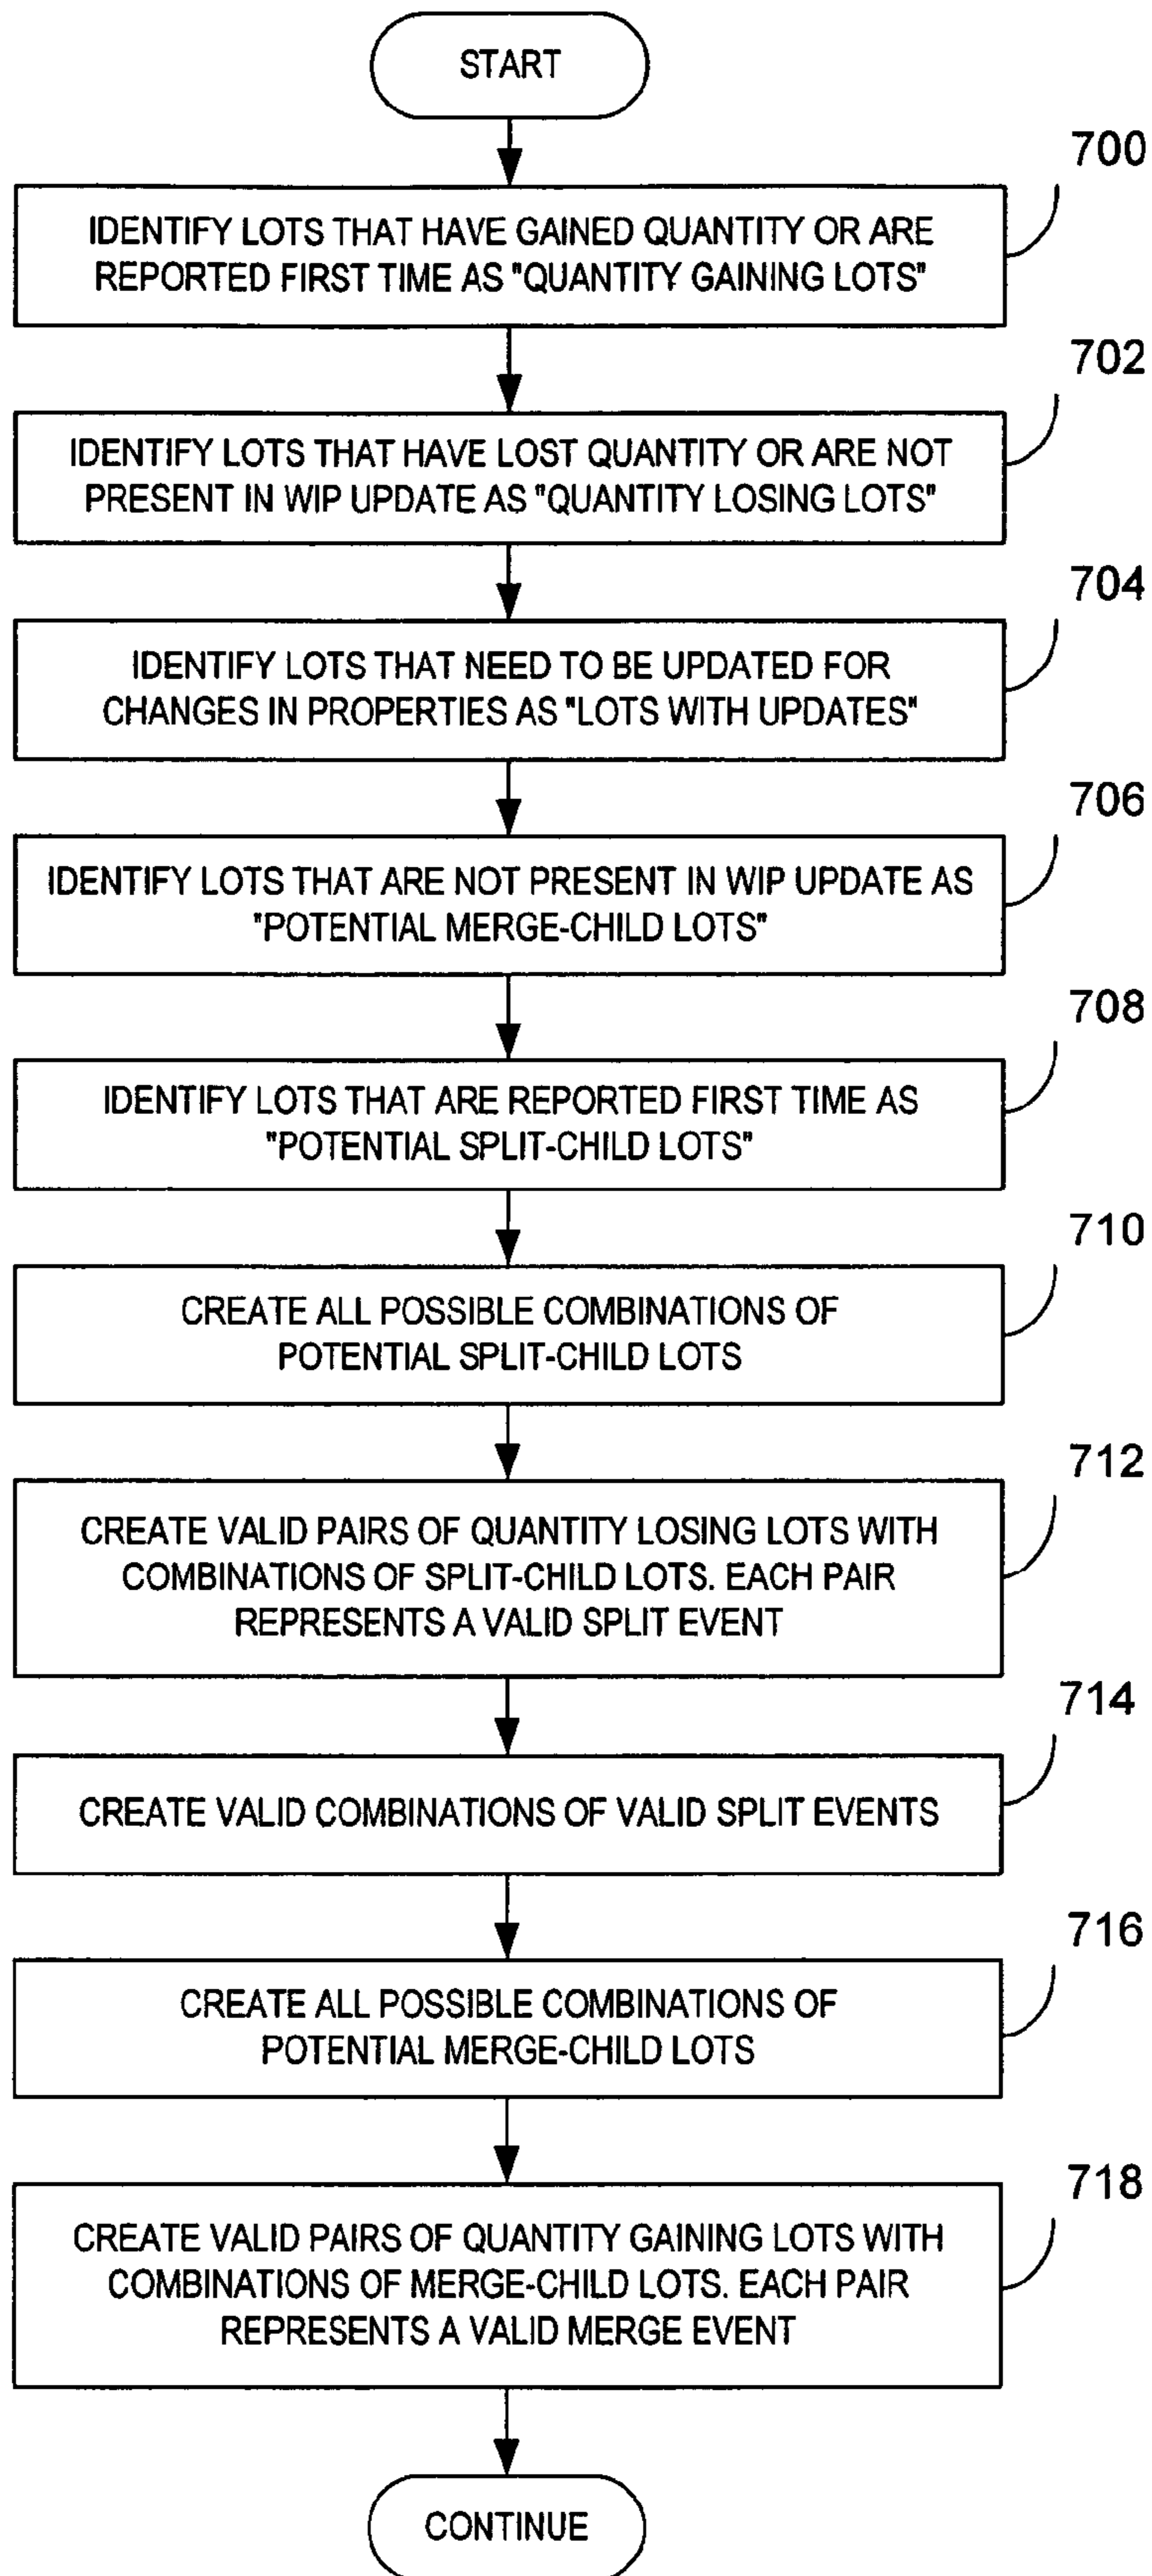 START
700
IDENTIFY LOTS THAT HAVE GAINED QUANTITY OR ARE
REPORTED FIRST TIME AS "QUANTITY GAINING LOTS"
702
IDENTIFY LOTS THAT HAVE LOST QUANTITY OR ARE NOT
PRESENT IN WIP UPDATE AS "QUANTITY LOSING LOTS"
704
IDENTIFY LOTS THAT NEED TO BE UPDATED FOR
CHANGES IN PROPERTIES AS "LOTS WITH UPDATES"
706
IDENTIFY LOTS THAT ARE NOT PRESENT IN WIP UPDATE AS
"POTENTIAL MERGE-CHILD LOTS"
708
IDENTIFY LOTS THAT ARE REPORTED FIRST TIME AS
"POTENTIAL SPLIT-CHILD LOTS"
710
CREATE ALL POSSIBLE COMBINATIONS OF
POTENTIAL SPLIT-CHILD LOTS
712
CREATE VALID PAIRS OF QUANTITY LOSING LOTS WITH
COMBINATIONS OF SPLIT-CHILD LOTS. EACH PAIR
REPRESENTS A VALID SPLIT EVENT
714
CREATE VALID COMBINATIONS OF VALID SPLIT EVENTS
716
CREATE ALL POSSIBLE COMBINATIONS OF
POTENTIAL MERGE-CHILD LOTS
718
CREATE VALID PAIRS OF QUANTITY GAINING LOTS WITH
COMBINATIONS OF MERGE-CHILD LOTS. EACH PAIR
REPRESENTS A VALID MERGE EVENT
CONTINUE